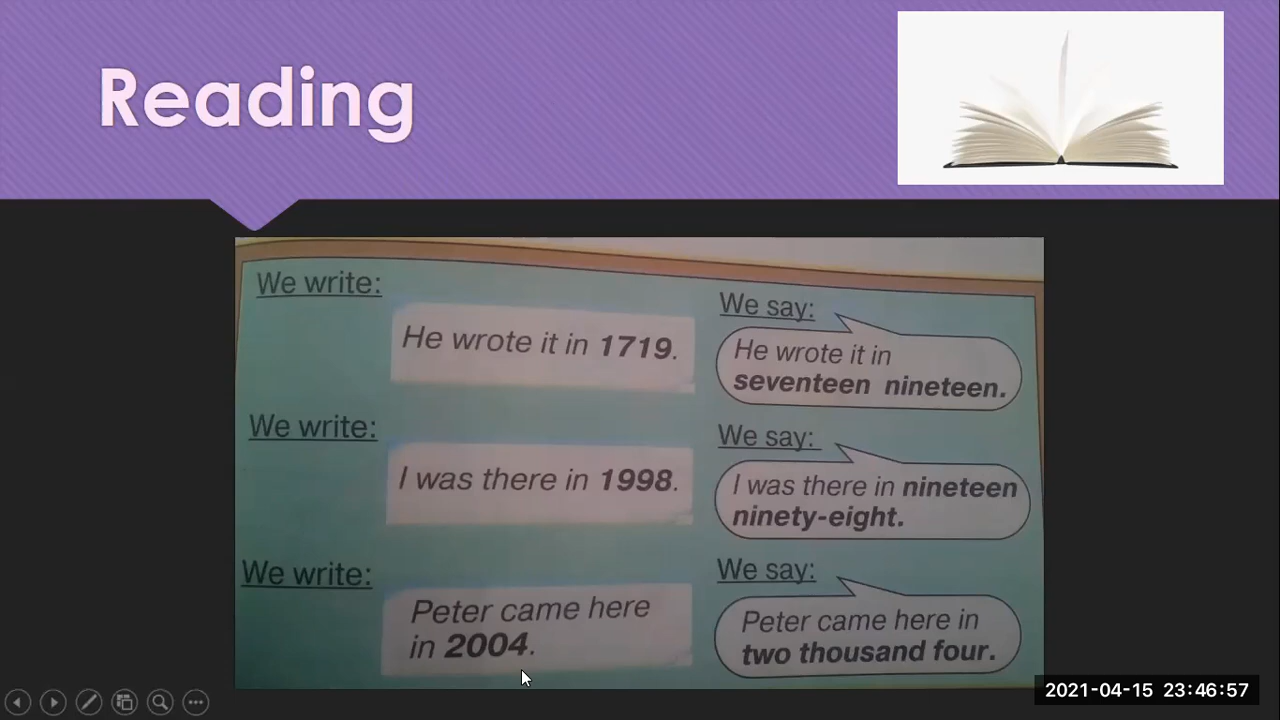 Reading
We write:
He wrote it in 1719.
We say:
He wrote it in
seventeen nineteen.
We write:
I was there in 1998.
We say:
I was there in nineteen
ninety-eight.
We write:
Peter came here
in 2004.
We say:
Peter came here in
two thousand four.
2021-04-15 23:46:57